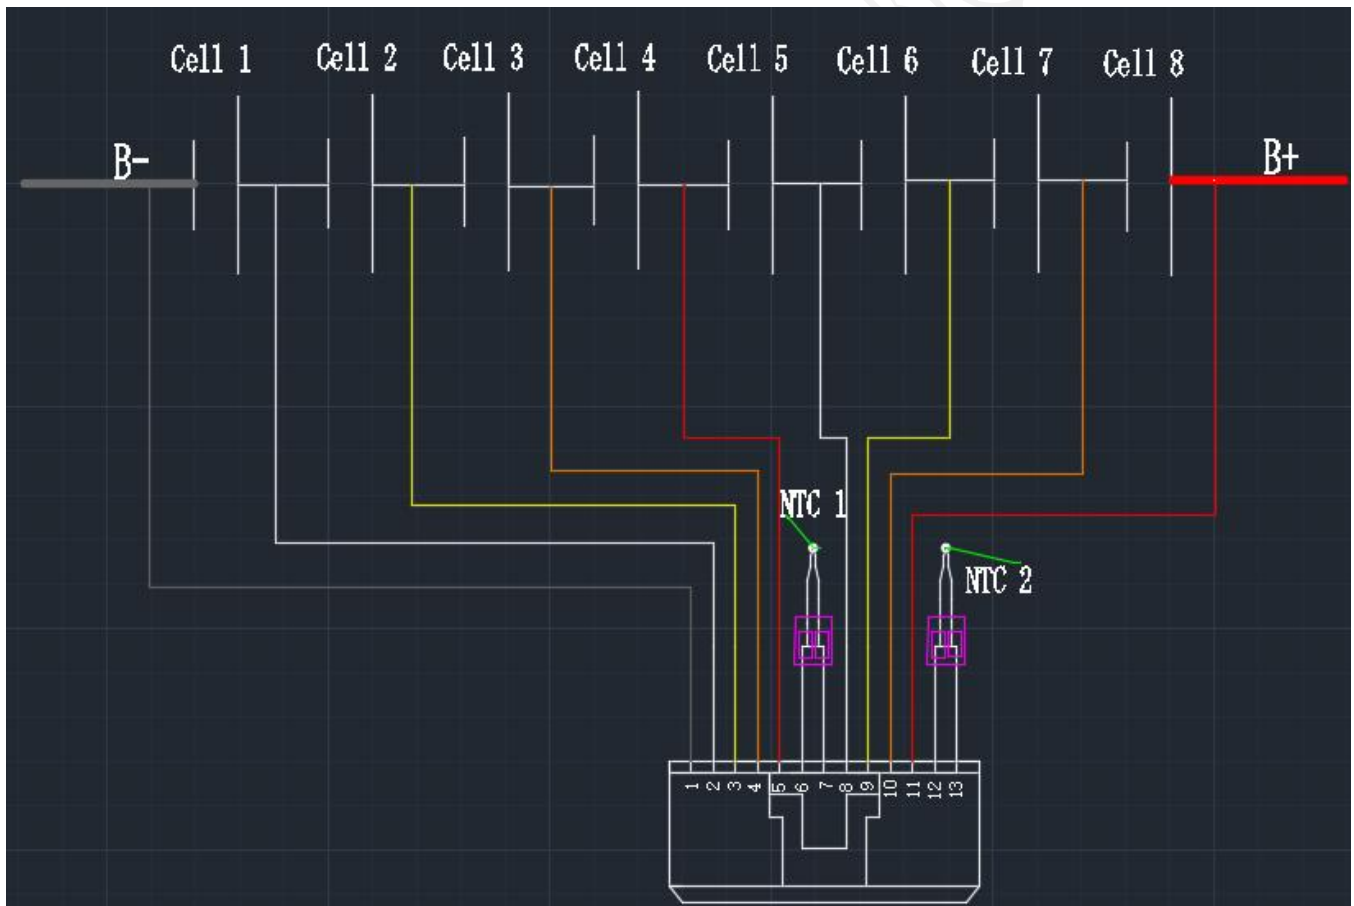 Cell 1 Cell 2 Cell 3 Cell 4 Cell 5 Cell 6 Cell 7 Cell 8
B- B+
NTC 1
NTC 2
1 2 3 4 5 6 7 8 9 10 11 12 13